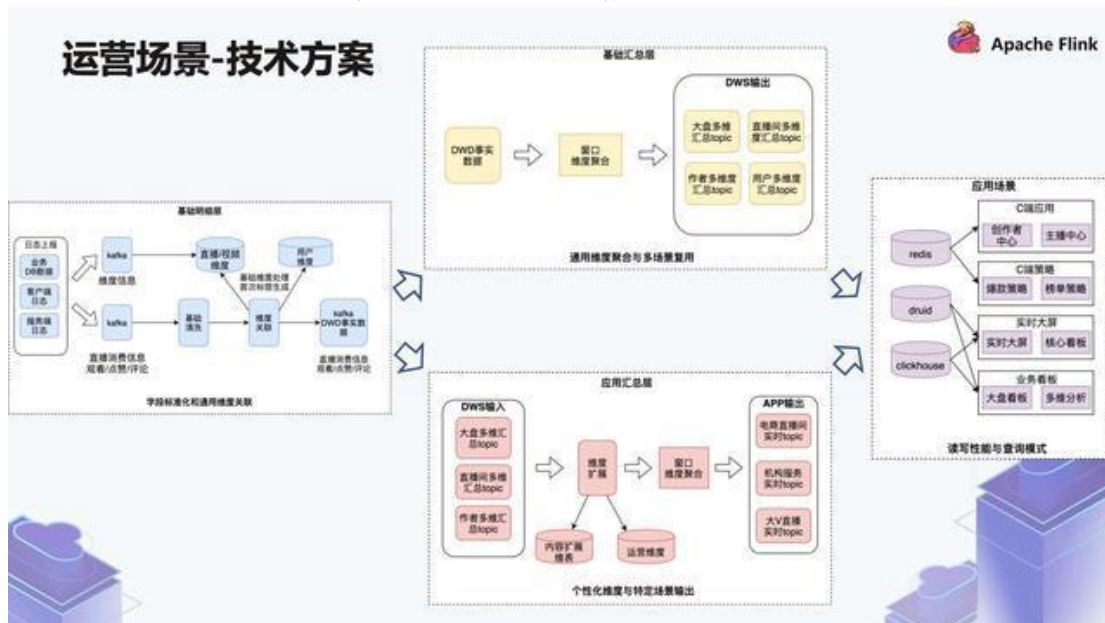 运营场景-技术方案
Apache Flink
基础明细层
日志上报
业务
DB数据
客户端
日志
服务端
日志
kafka
维度信息
kafka
直播消费信息
观看/点赞/评论
基础
清洗
直播/视频
维度
用户
维度
基础维度处理
首次标签生成
维度
关联
kafka
DWD事实数
据
直播消费信息
观看/点赞/评论
字段标准化和通用维度关联
基础汇总层
DWD事实
数据
窗口
维度聚合
DWS输出
大盘多维
汇总topic
直播间多维
度汇总topic
作者多维度
汇总topic
用户多维度
汇总topic
通用维度聚合与多场景复用
应用汇总层
DWS输入
大盘多维汇
总topic
直播间多维
汇总topic
作者多维汇
总topic
维度
扩展
窗口
维度聚合
内容扩展
维表
运营维度
APP输出
电商直播间
实时topic
机构服务
实时topic
大V直播
实时topic
个性化维度与特定场景输出
应用场景
redis
druid
clickhouse
C端应用
创作者
中心
主播中心
C端策略
爆款策略
榜单策略
实时大屏
实时大屏
核心看板
业务看板
大盘看板
多维分析
读写性能与查询模式